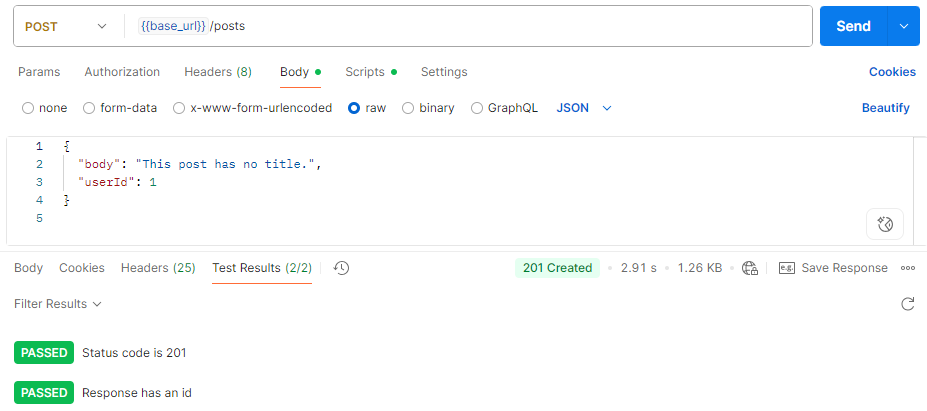 POST {{base_url}} /posts Send
Params Authorization Headers (8) Body Scripts Settings Cookies
none form-data x-www-form-urlencoded raw binary GraphQL JSON Beautify
1 {
2 "body": "This post has no title.",
3 "userId": 1
4 }
5
Body Cookies Headers (25) Test Results (2/2) 201 Created 2.91 s 1.26 KB e.g. Save Response
Filter Results
PASSED Status code is 201
PASSED Response has an id